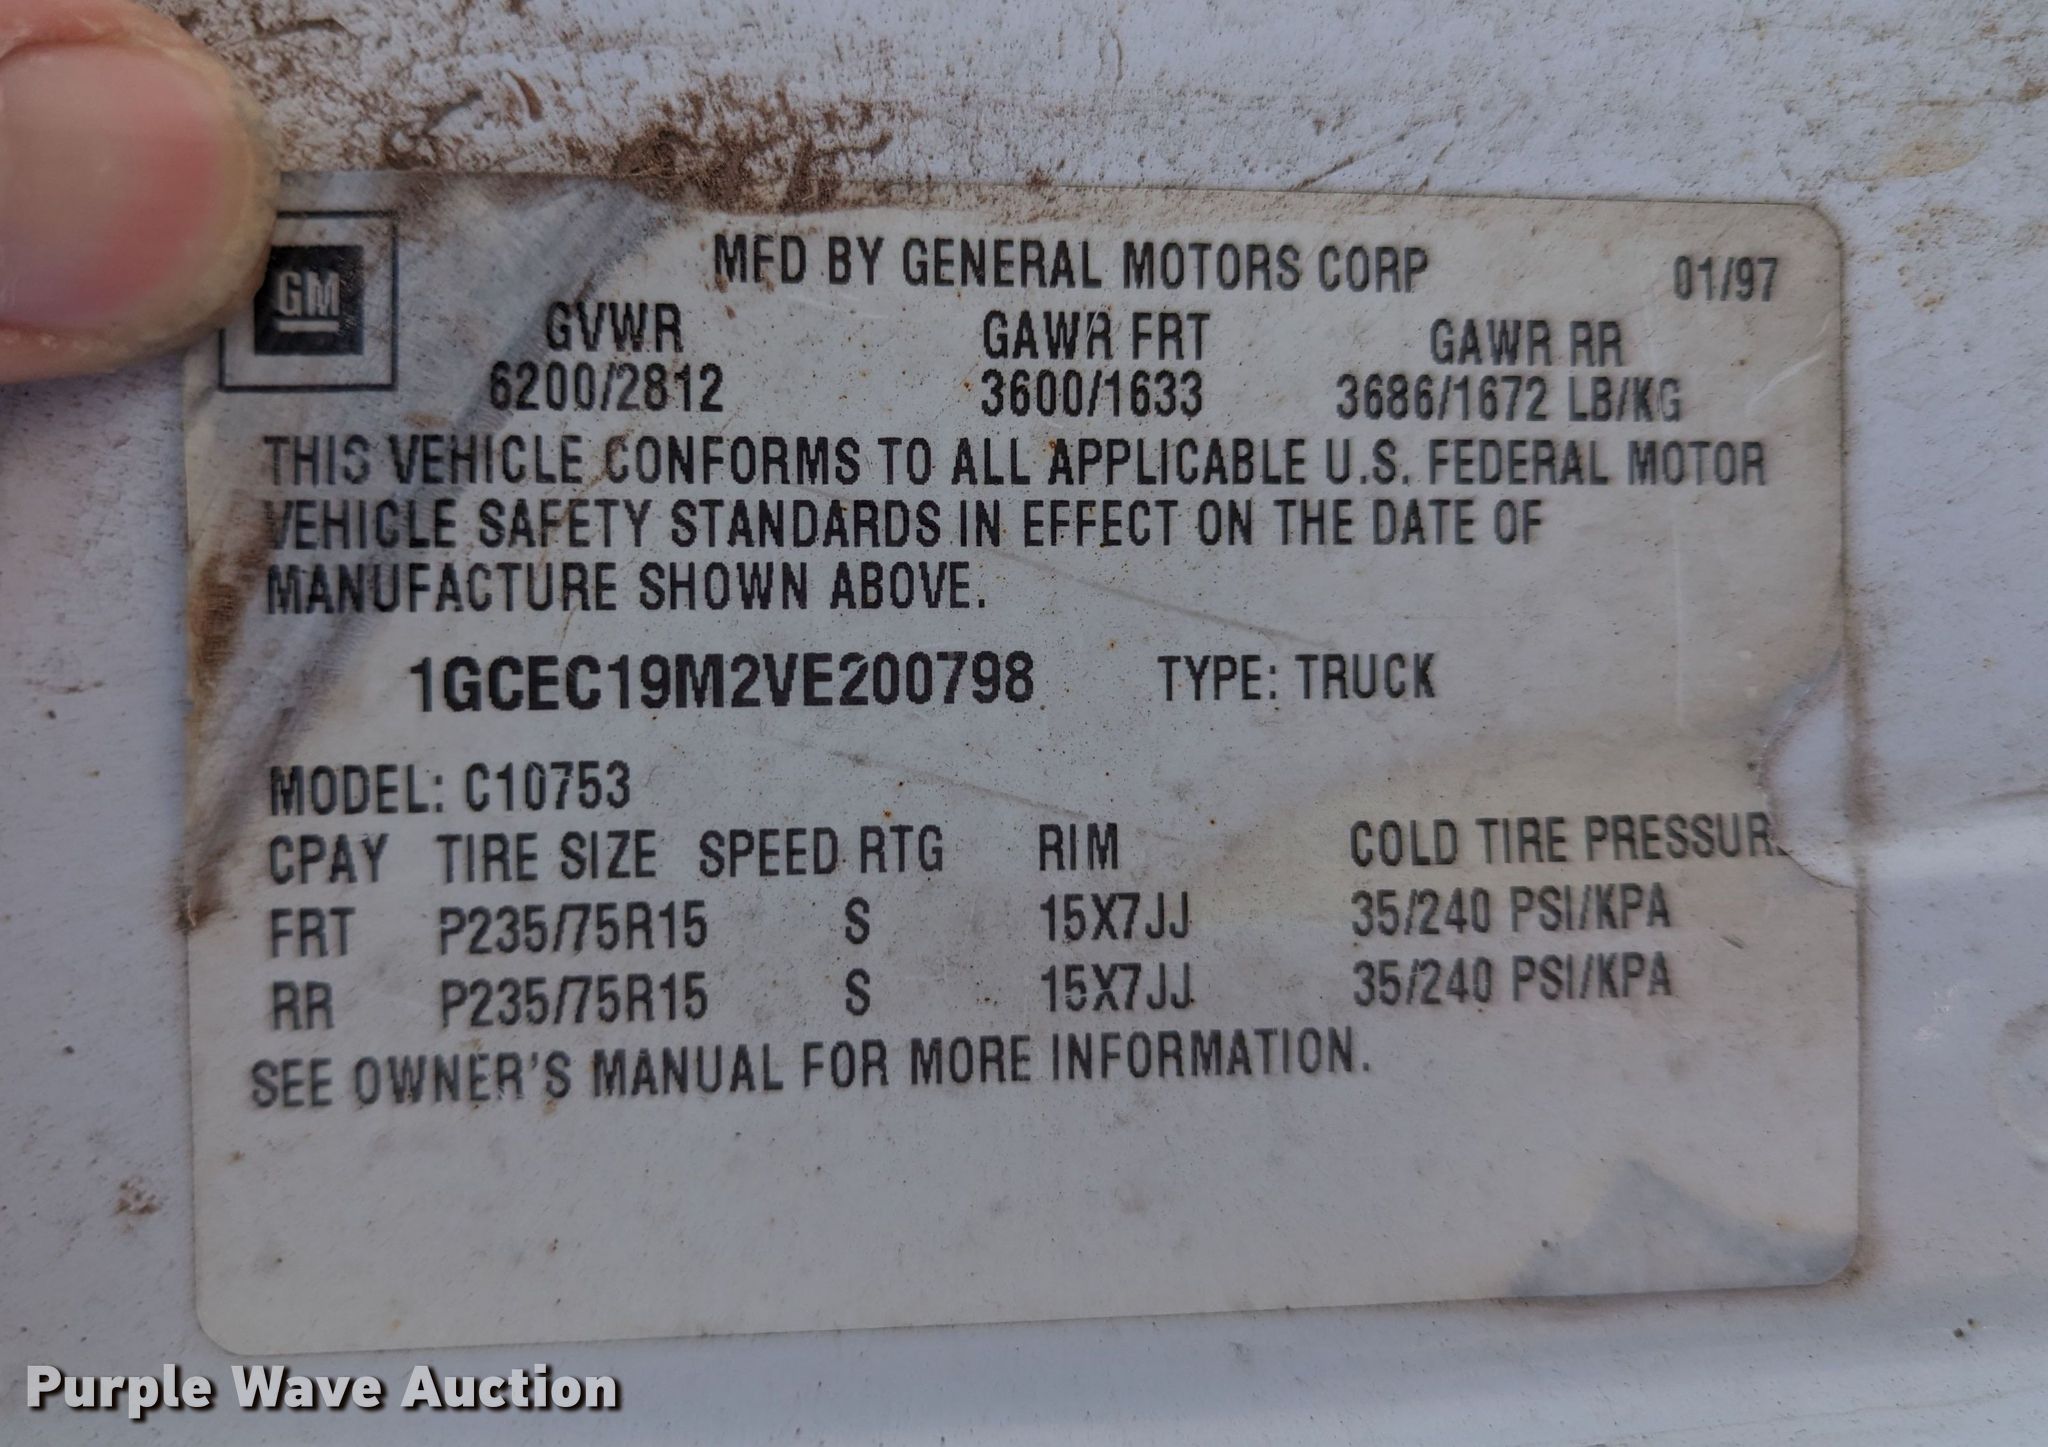 GM
MFD BY GENERAL MOTORS CORP 01/97
GVWR GAWR FRT GAWR RR
6200/2812 3600/1633 3686/1672 LB/KG
THIS VEHICLE CONFORMS TO ALL APPLICABLE U.S. FEDERAL MOTOR
VEHICLE SAFETY STANDARDS IN EFFECT ON THE DATE OF
MANUFACTURE SHOWN ABOVE.
1GCEC19M2VE200798 TYPE: TRUCK
MODEL: C10753
CPAY TIRE SIZE SPEED RTG RIM COLD TIRE PRESSUR
FRT P235/75R15 S 15X7JJ 35/240 PSI/KPA
RR P235/75R15 S 15X7JJ 35/240 PSI/KPA
SEE OWNER'S MANUAL FOR MORE INFORMATION.
Purple Wave Auction